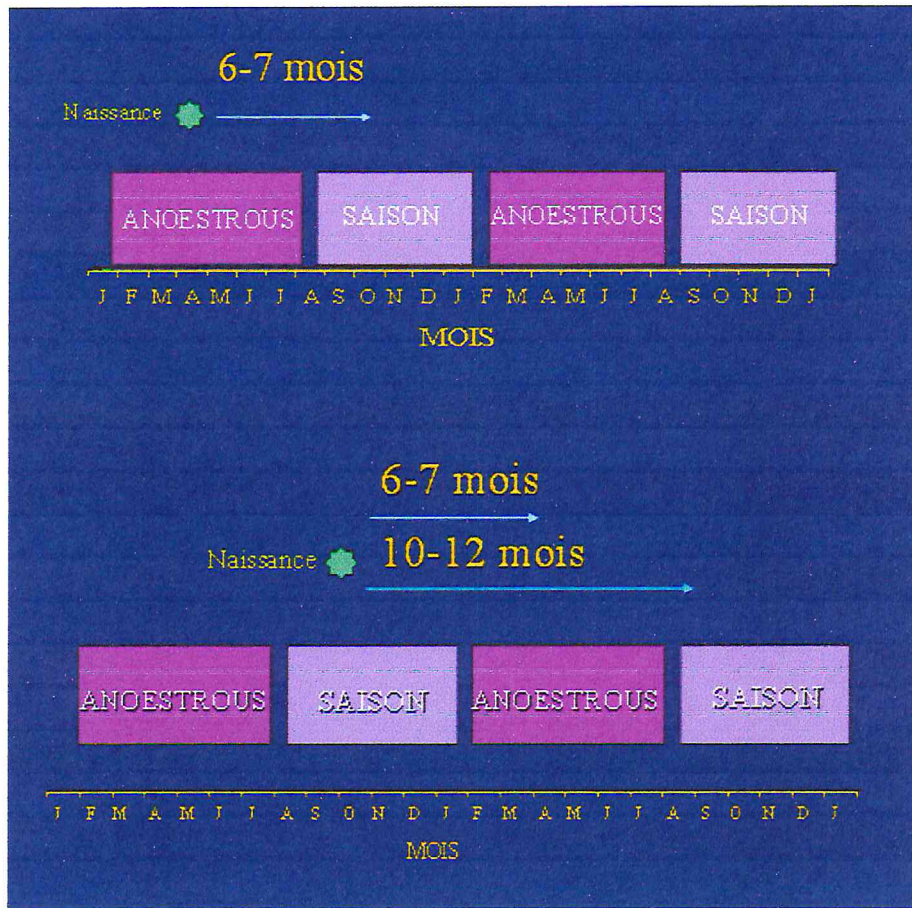 6-7 mois
Naissance
ANOESTROUS SAISON ANOESTROUS SAISON
J F M A M J J A S O N D J F M A M J J A S O N D J
MOIS
6-7 mois
Naissance 10-12 mois
ANOESTROUS SAISON ANOESTROUS SAISON
J F M A M J J A S O N D J F M A M J J A S O N D J
MOIS